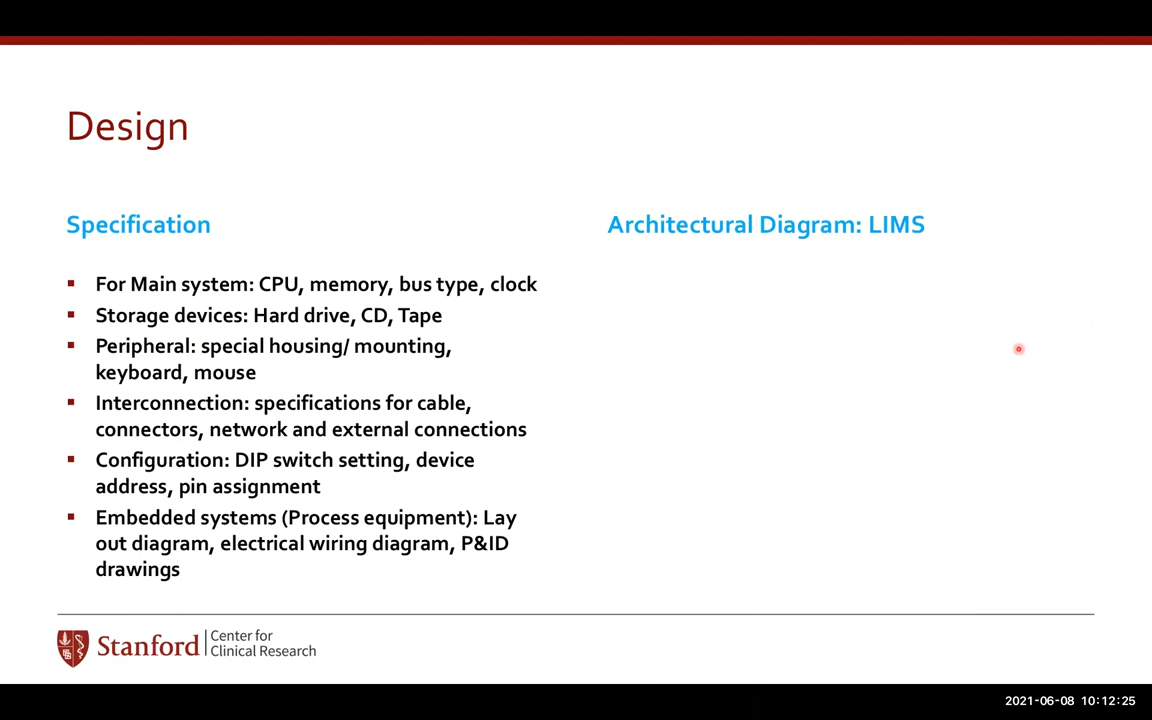 Design
Specification
▪ For Main system: CPU, memory, bus type, clock
▪ Storage devices: Hard drive, CD, Tape
▪ Peripheral: special housing/ mounting,
keyboard, mouse
▪ Interconnection: specifications for cable,
connectors, network and external connections
▪ Configuration: DIP switch setting, device
address, pin assignment
▪ Embedded systems (Process equipment): Lay
out diagram, electrical wiring diagram, P&ID
drawings
Architectural Diagram: LIMS
Stanford
Center for
Clinical Research
2021-06-08 10:12:25